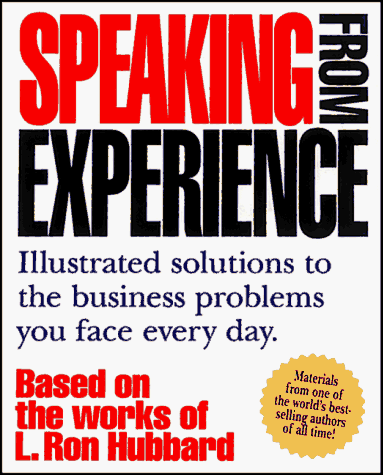 SPEAKING
FROM
EXPERIENCE
Illustrated solutions to
the business problems
you face every day.
Based on
the works of
L. Ron Hubbard
Materials
from one of
the world's best-
selling authors
of all time!